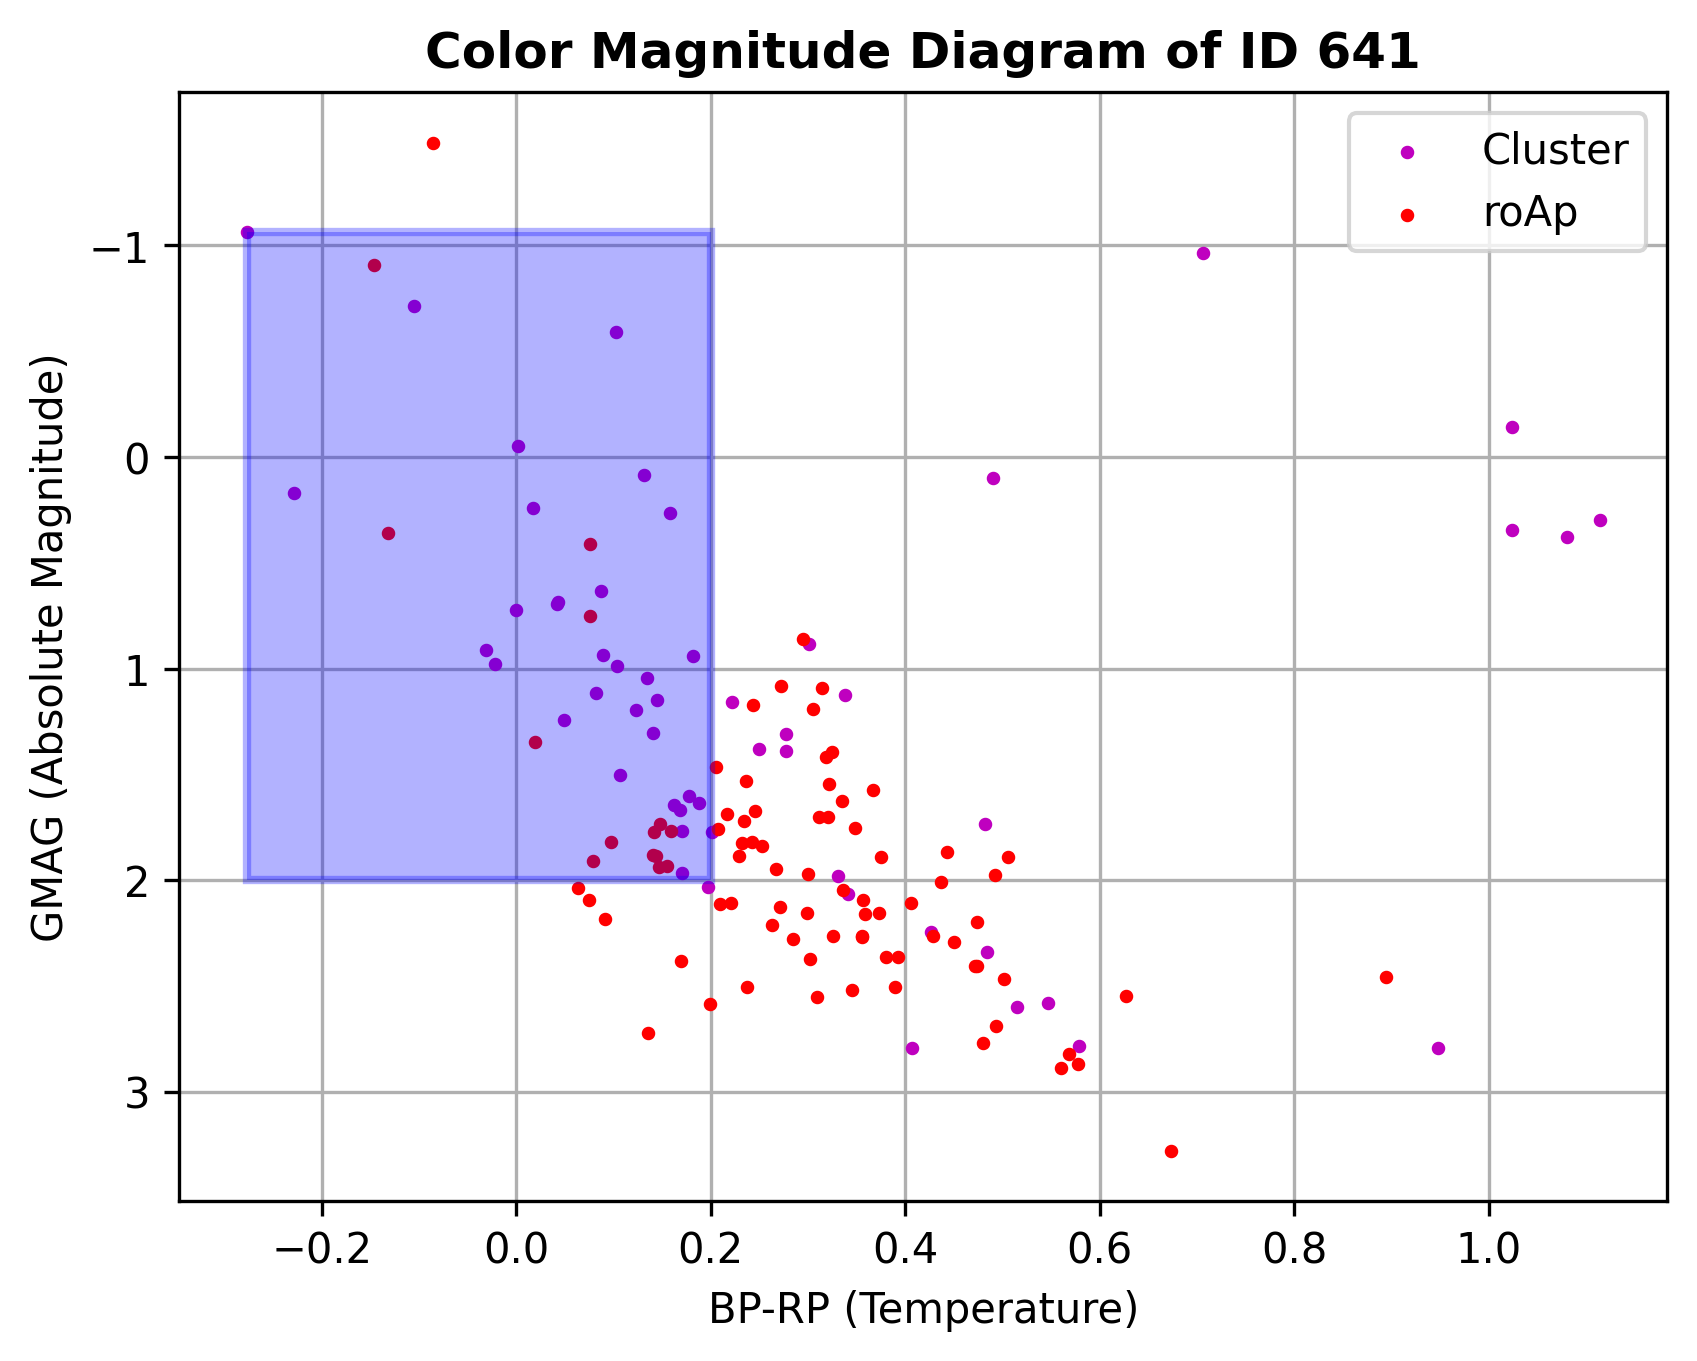 Color Magnitude Diagram of ID 641
Cluster
roAp
−1
0
1
2
3
GMAG (Absolute Magnitude)
−0.2 0.0 0.2 0.4 0.6 0.8 1.0
BP-RP (Temperature)